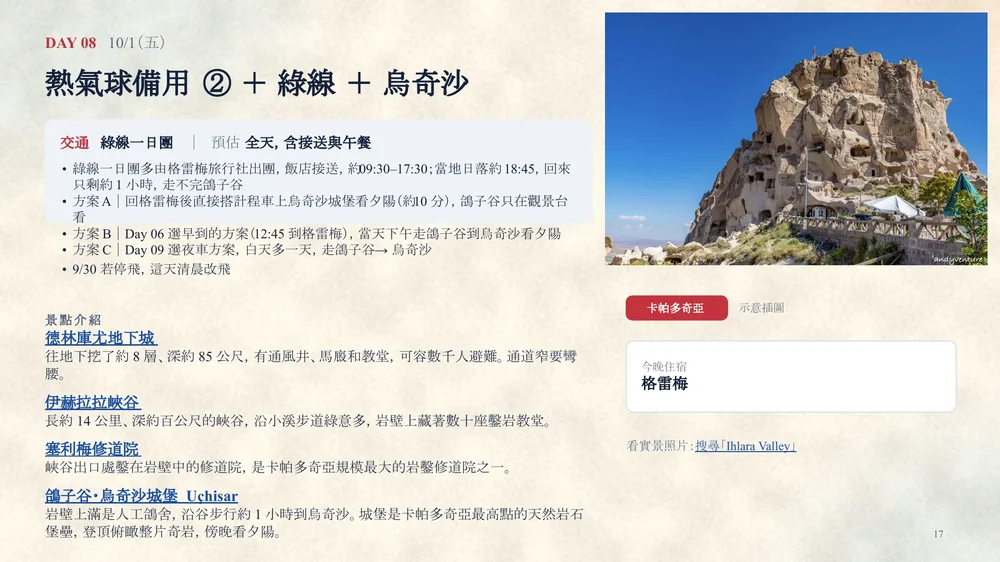 DAY 08 10/1（五）
熱氣球備用 ② ＋ 綠線 ＋ 烏奇沙
交通 綠線一日團 ｜ 預估 全天，含接送與午餐
• 綠線一日團多由格雷梅旅行社出團，飯店接送，約09:30–17:30；當地日落約 18:45，回來
只剩約 1 小時，走不完鴿子谷
• 方案 A｜回格雷梅後直接搭計程車上烏奇沙城堡看夕陽（約10 分），鴿子谷只在觀景台
看
• 方案 B｜Day 06 選早到的方案（12:45 到格雷梅），當天下午走鴿子谷到烏奇沙看夕陽
• 方案 C｜Day 09 選夜車方案，白天多一天，走鴿子谷→ 烏奇沙
• 9/30 若停飛，這天清晨改飛
景點介紹
德林庫尤地下城
往地下挖了約 8 層、深約 85 公尺，有通風井、馬廄和教堂，可容數千人避難。通道窄要彎
腰。
伊赫拉拉峽谷
長約 14 公里、深約百公尺的峽谷，沿小溪步道綠意多，岩壁上藏著數十座鑿岩教堂。
塞利梅修道院
峽谷出口處鑿在岩壁中的修道院，是卡帕多奇亞規模最大的岩鑿修道院之一。
鴿子谷・烏奇沙城堡 Uçhisar
岩壁上滿是人工鴿舍，沿谷步行約 1 小時到烏奇沙。城堡是卡帕多奇亞最高點的天然岩石
堡壘，登頂俯瞰整片奇岩，傍晚看夕陽。
andyventure
卡帕多奇亞 示意插圖
今晚住宿
格雷梅
看實景照片：搜尋「Ihlara Valley」
17